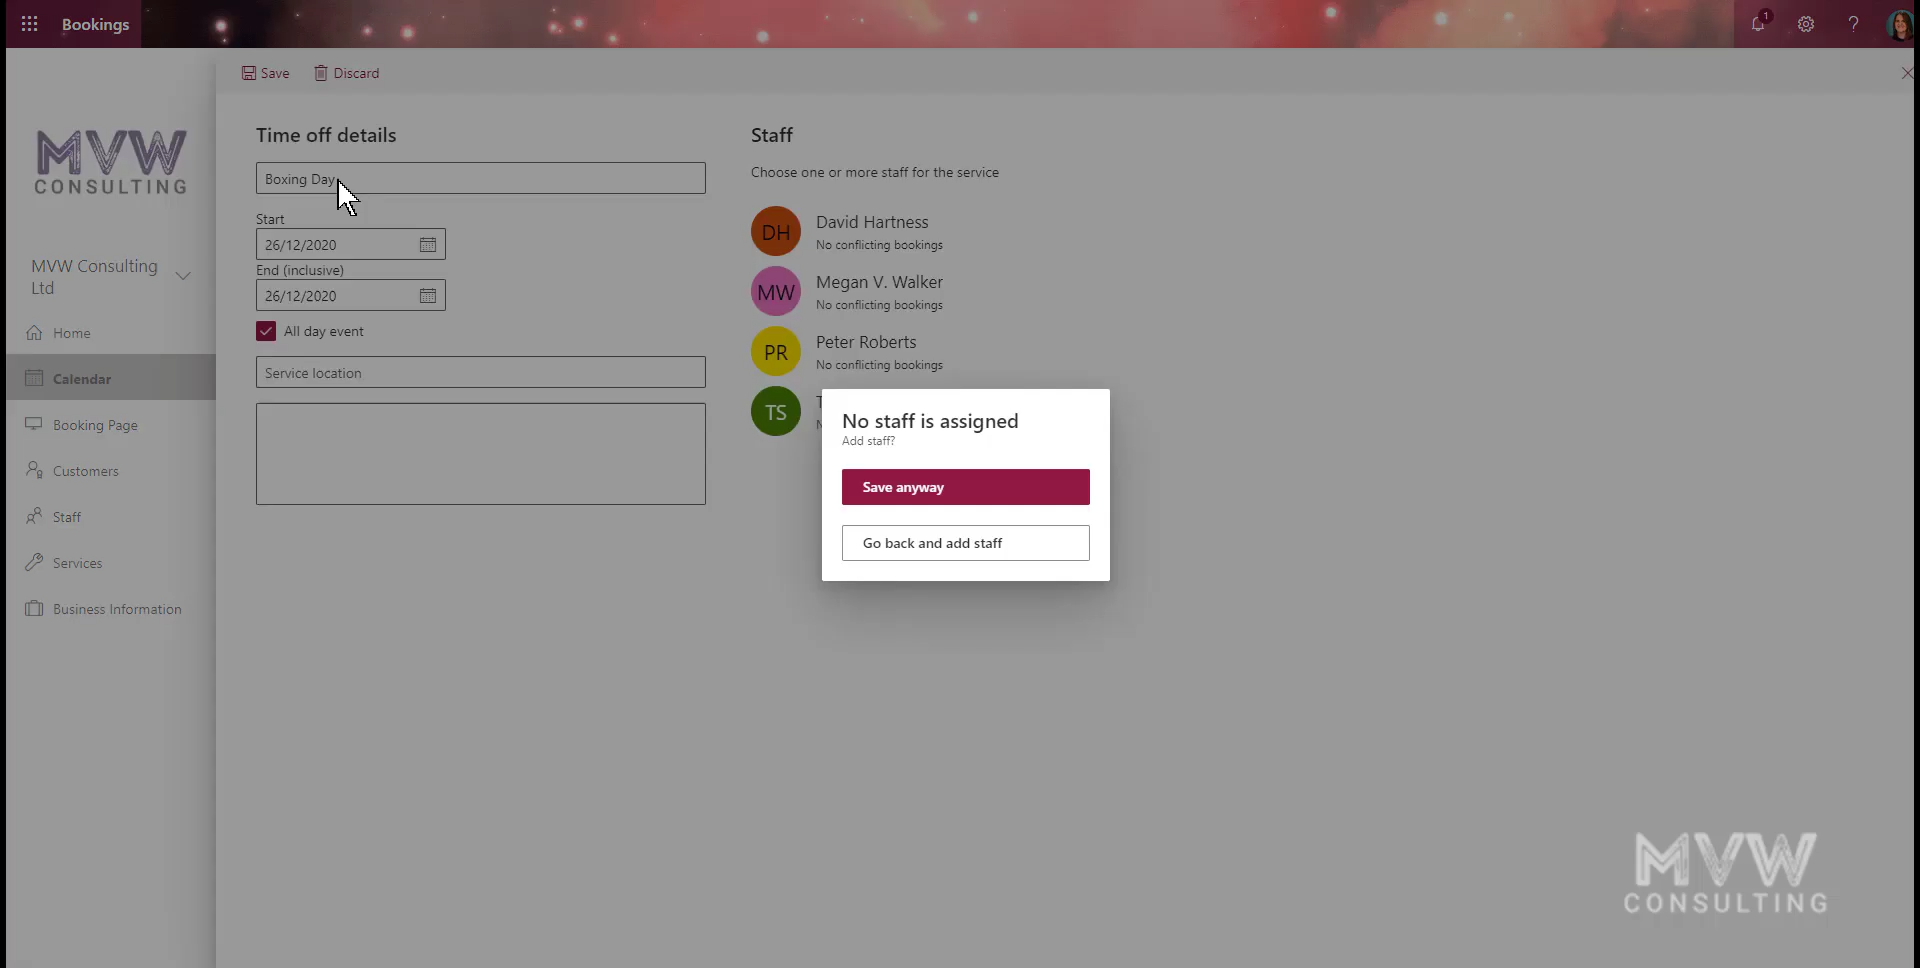 Bookings
1
?
Save
Discard
MVW
CONSULTING
MVW Consulting
Ltd
Home
Calendar
Booking Page
Customers
Staff
Services
Business Information
Time off details
Boxing Day
Start
26/12/2020
End (inclusive)
26/12/2020
All day event
Service location
Staff
Choose one or more staff for the service
DH
David Hartness
No conflicting bookings
MW
Megan V. Walker
No conflicting bookings
PR
Peter Roberts
No conflicting bookings
TS
No staff is assigned
Add staff?
Save anyway
Go back and add staff
MVW
CONSULTING